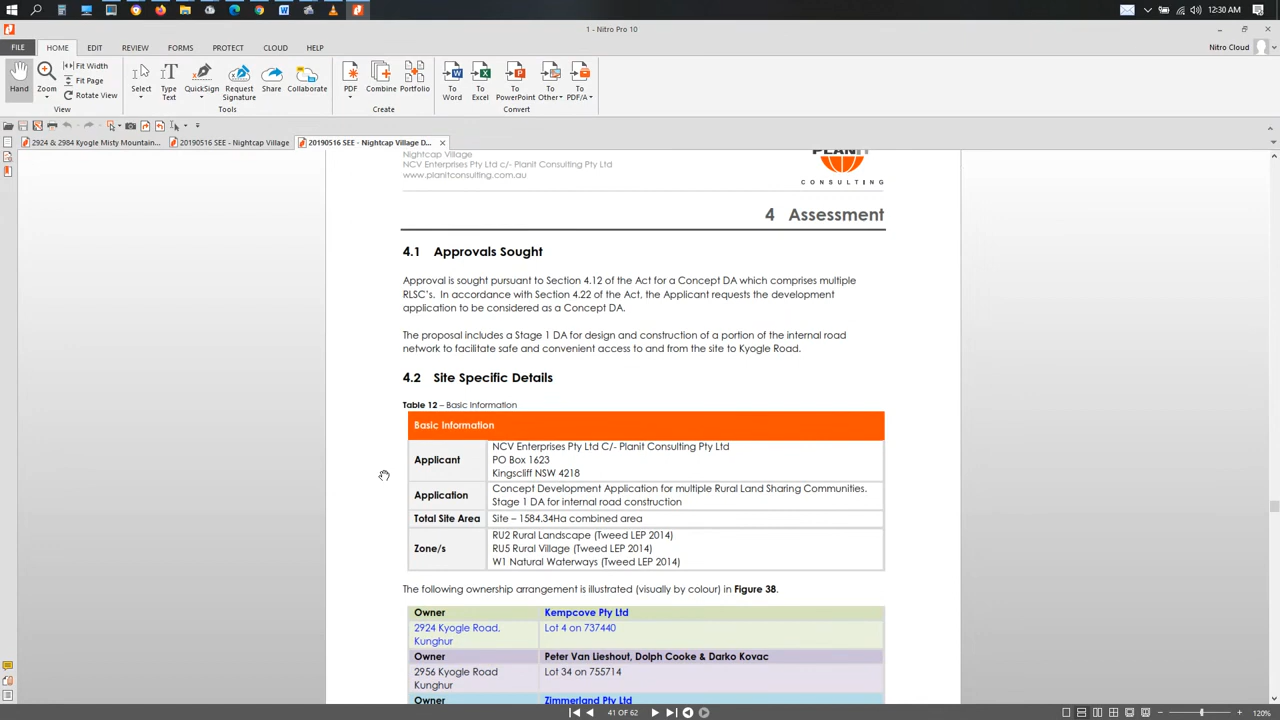 12:30 AM
1 - Nitro Pro 10
FILE HOME EDIT REVIEW FORMS PROTECT CLOUD HELP
Nitro Cloud
Hand
Zoom
Fit Width
Fit Page
Rotate View
View
Select
Type Text
QuickSign
Request Signature
Share
Collaborate
Tools
PDF
Combine
Portfolio
Create
To Word
To Excel
To PowerPoint
To Other
To PDF/A
Convert
2924 & 2984 Kyogle Misty Mountain...
20190516 SEE - Nightcap Village
20190516 SEE - Nightcap Village D...
Nightcap Village
NCV Enterprises Pty Ltd c/- Planit Consulting Pty Ltd
www.planitconsulting.com.au
PLANIT
CONSULTING
4 Assessment
4.1 Approvals Sought
Approval is sought pursuant to Section 4.12 of the Act for a Concept DA which comprises multiple
RLSC's. In accordance with Section 4.22 of the Act, the Applicant requests the development
application to be considered as a Concept DA.
The proposal includes a Stage 1 DA for design and construction of a portion of the internal road
network to facilitate safe and convenient access to and from the site to Kyogle Road.
4.2 Site Specific Details
Table 12 – Basic Information
Basic Information
Applicant
NCV Enterprises Pty Ltd C/- Planit Consulting Pty Ltd
PO Box 1623
Kingscliff NSW 4218
Application
Concept Development Application for multiple Rural Land Sharing Communities.
Stage 1 DA for internal road construction
Total Site Area
Site – 1584.34Ha combined area
Zone/s
RU2 Rural Landscape (Tweed LEP 2014)
RU5 Rural Village (Tweed LEP 2014)
W1 Natural Waterways (Tweed LEP 2014)
The following ownership arrangement is illustrated (visually by colour) in Figure 38.
Owner Kempcove Pty Ltd
2924 Kyogle Road, Kunghur
Lot 4 on 737440
Owner Peter Van Lieshout, Dolph Cooke & Darko Kovac
2956 Kyogle Road Kunghur
Lot 34 on 755714
Owner Zimmerland Pty Ltd
41 OF 62
120%